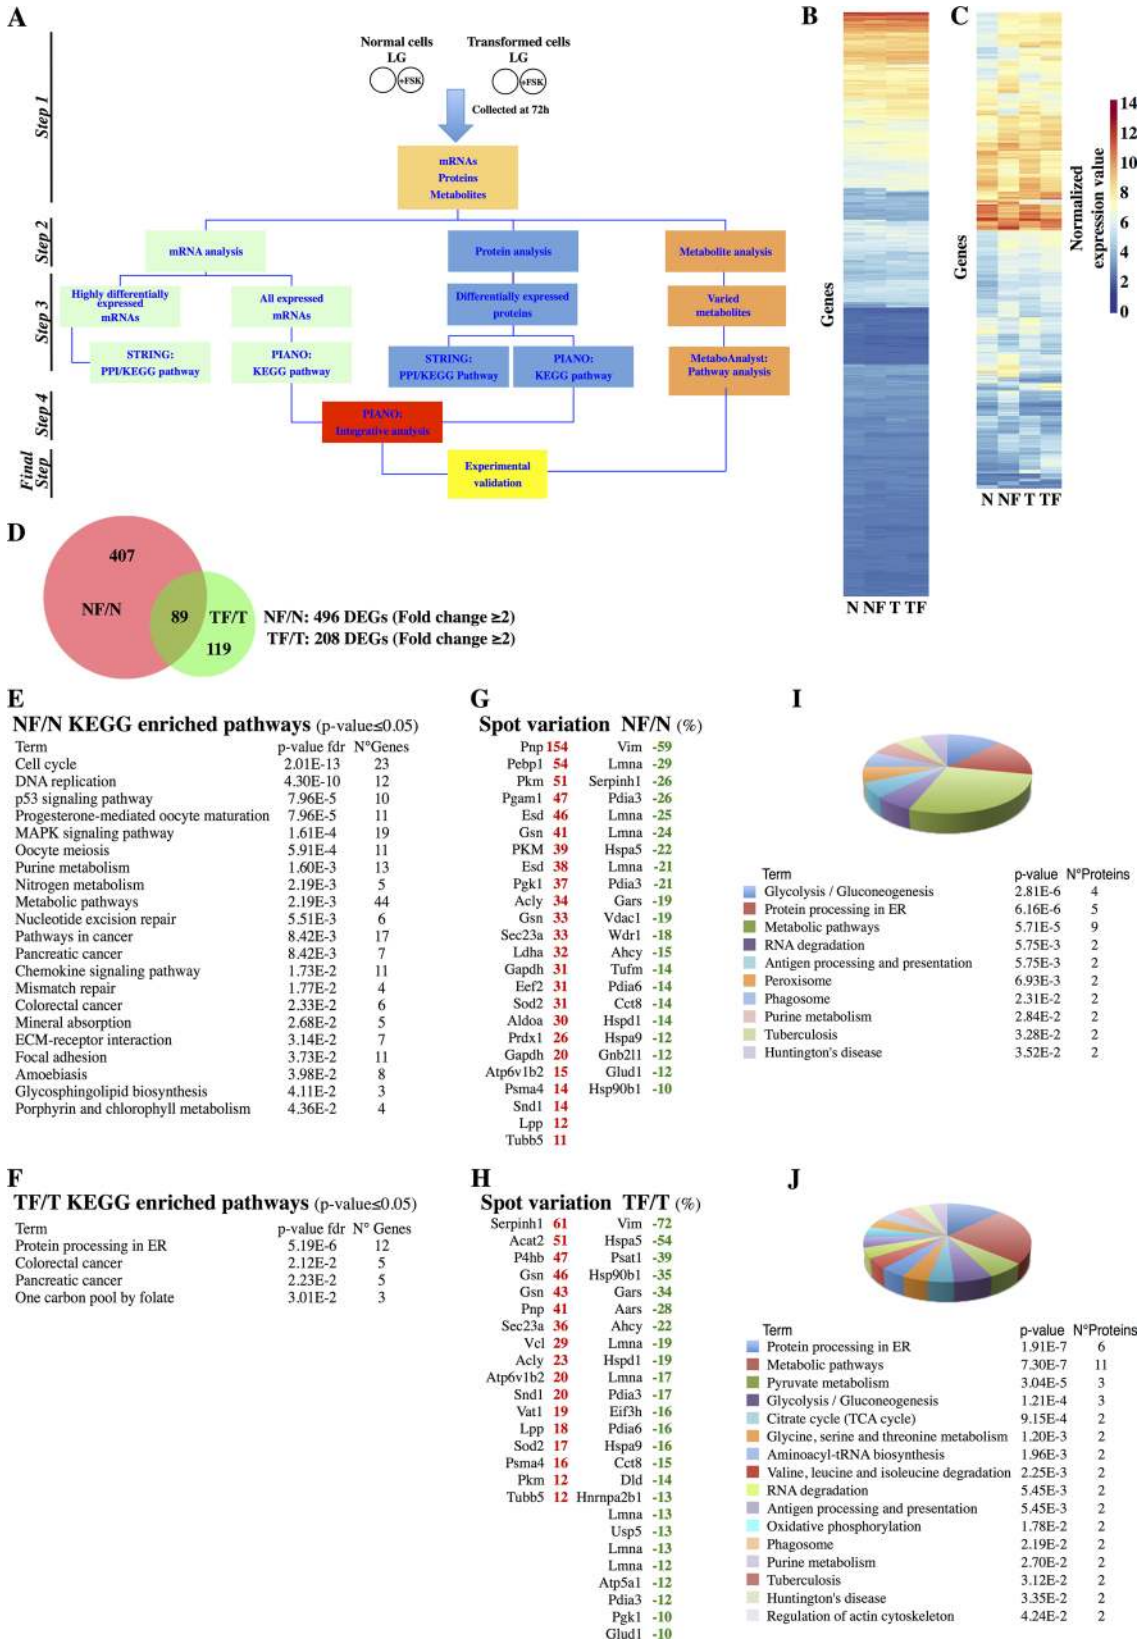 A
Normal cells
LG
+FSK
Transformed cells
LG
+FSK
Collected at 72h
Step 1
mRNAs
Proteins
Metabolites
Step 2
mRNA analysis
Protein analysis
Metabolite analysis
Step 3
Highly differentially
expressed
mRNAs
All expressed
mRNAs
Differentially expressed
proteins
Varied
metabolites
STRING:
PPI/KEGG pathway
PIANO:
KEGG pathway
STRING:
PPI/KEGG Pathway
PIANO:
KEGG pathway
MetaboAnalyst:
Pathway analysis
Step 4
PIANO:
Integrative analysis
Final
Step
Experimental
validation
B
Genes
N NF T TF
C
Genes
N NF T TF
Normalized
expression value
14
12
10
8
6
4
2
0
D
407
NF/N
89
TF/T
119
NF/N: 496 DEGs (Fold change ≥2)
TF/T: 208 DEGs (Fold change ≥2)
E
NF/N KEGG enriched pathways (p-value≤0.05)
Term p-value fdr N°Genes
Cell cycle 2.01E-13 23
DNA replication 4.30E-10 12
p53 signaling pathway 7.96E-5 10
Progesterone-mediated oocyte maturation 7.96E-5 11
MAPK signaling pathway 1.61E-4 19
Oocyte meiosis 5.91E-4 11
Purine metabolism 1.60E-3 13
Nitrogen metabolism 2.19E-3 5
Metabolic pathways 2.19E-3 44
Nucleotide excision repair 5.51E-3 6
Pathways in cancer 8.42E-3 17
Pancreatic cancer 8.42E-3 7
Chemokine signaling pathway 1.73E-2 11
Mismatch repair 1.77E-2 4
Colorectal cancer 2.33E-2 6
Mineral absorption 2.68E-2 5
ECM-receptor interaction 3.14E-2 7
Focal adhesion 3.73E-2 11
Amoebiasis 3.98E-2 8
Glycosphingolipid biosynthesis 4.11E-2 3
Porphyrin and chlorophyll metabolism 4.36E-2 4
F
TF/T KEGG enriched pathways (p-value≤0.05)
Term p-value fdr N° Genes
Protein processing in ER 5.19E-6 12
Colorectal cancer 2.12E-2 5
Pancreatic cancer 2.23E-2 5
One carbon pool by folate 3.01E-2 3
G
Spot variation NF/N (%)
Pnp 154 Vim -59
Pebp1 54 Lmna -29
Pkm 51 Serpinh1 -26
Pgam1 47 Pdia3 -26
Esd 46 Lmna -25
Gsn 41 Lmna -24
PKM 39 Hspa5 -22
Esd 38 Lmna -21
Pgk1 37 Pdia3 -21
Acly 34 Gars -19
Gsn 33 Vdac1 -19
Sec23a 33 Wdr1 -18
Ldha 32 Ahcy -15
Gapdh 31 Tufm -14
Eef2 31 Pdia6 -14
Sod2 31 Cct8 -14
Aldoa 30 Hspd1 -14
Prdx1 26 Hspa9 -12
Gapdh 20 Gnb2l1 -12
Atp6v1b2 15 Glud1 -12
Psma4 14 Hsp90b1 -10
Snd1 14
Lpp 12
Tubb5 11
H
Spot variation TF/T (%)
Serpinh1 61 Vim -72
Acat2 51 Hspa5 -54
P4hb 47 Psat1 -39
Gsn 46 Hsp90b1 -35
Gsn 43 Gars -34
Pnp 41 Aars -28
Sec23a 36 Ahcy -22
Vcl 29 Lmna -19
Acly 23 Hspd1 -19
Atp6v1b2 20 Lmna -17
Snd1 20 Pdia3 -17
Vat1 19 Eif3h -16
Lpp 18 Pdia6 -16
Sod2 17 Hspa9 -16
Psma4 16 Cct8 -15
Pkm 12 Dld -14
Tubb5 12 Hnrnpa2b1 -13
Lmna -13
Usp5 -13
Lmna -13
Lmna -12
Atp5a1 -12
Pdia3 -12
Pgk1 -10
Glud1 -10
I
Term p-value N°Proteins
Glycolysis / Gluconeogenesis 2.81E-6 4
Protein processing in ER 6.16E-6 5
Metabolic pathways 5.71E-5 9
RNA degradation 5.75E-3 2
Antigen processing and presentation 5.75E-3 2
Peroxisome 6.93E-3 2
Phagosome 2.31E-2 2
Purine metabolism 2.84E-2 2
Tuberculosis 3.28E-2 2
Huntington's disease 3.52E-2 2
J
Term p-value N°Proteins
Protein processing in ER 1.91E-7 6
Metabolic pathways 7.30E-7 11
Pyruvate metabolism 3.04E-5 3
Glycolysis / Gluconeogenesis 1.21E-4 3
Citrate cycle (TCA cycle) 9.15E-4 2
Glycine, serine and threonine metabolism 1.20E-3 2
Aminoacyl-tRNA biosynthesis 1.96E-3 2
Valine, leucine and isoleucine degradation 2.25E-3 2
RNA degradation 5.45E-3 2
Antigen processing and presentation 5.45E-3 2
Oxidative phosphorylation 1.78E-2 2
Phagosome 2.19E-2 2
Purine metabolism 2.70E-2 2
Tuberculosis 3.12E-2 2
Huntington's disease 3.35E-2 2
Regulation of actin cytoskeleton 4.24E-2 2